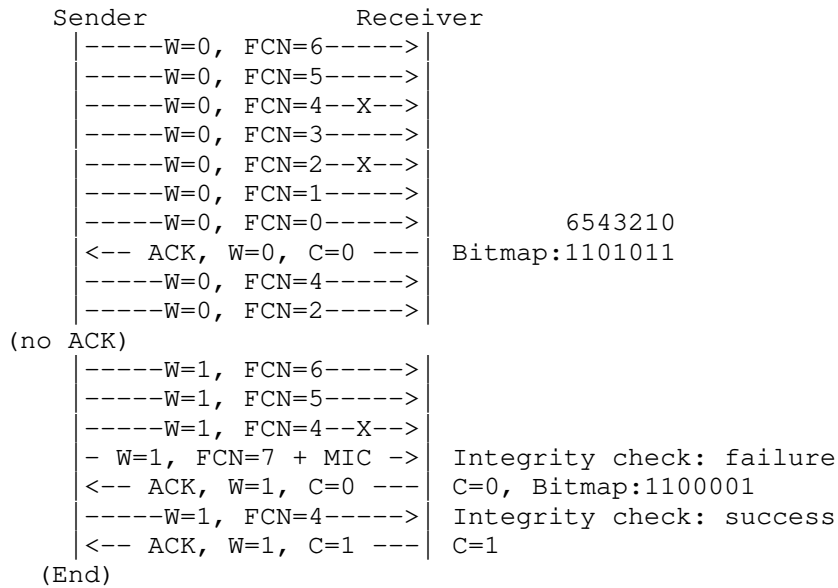 Sender                Receiver
|-----W=0, FCN=6----->|
|-----W=0, FCN=5----->|
|-----W=0, FCN=4--X-->|
|-----W=0, FCN=3----->|
|-----W=0, FCN=2--X-->|
|-----W=0, FCN=1----->|
|-----W=0, FCN=0----->|        6543210
|<-- ACK, W=0, C=0 ---| Bitmap:1101011
|-----W=0, FCN=4----->|
|-----W=0, FCN=2----->|
(no ACK)
|-----W=1, FCN=6----->|
|-----W=1, FCN=5----->|
|-----W=1, FCN=4--X-->|
|- W=1, FCN=7 + MIC ->| Integrity check: failure
|<-- ACK, W=1, C=0 ---| C=0, Bitmap:1100001
|-----W=1, FCN=4----->| Integrity check: success
|<-- ACK, W=1, C=1 ---| C=1
(End)